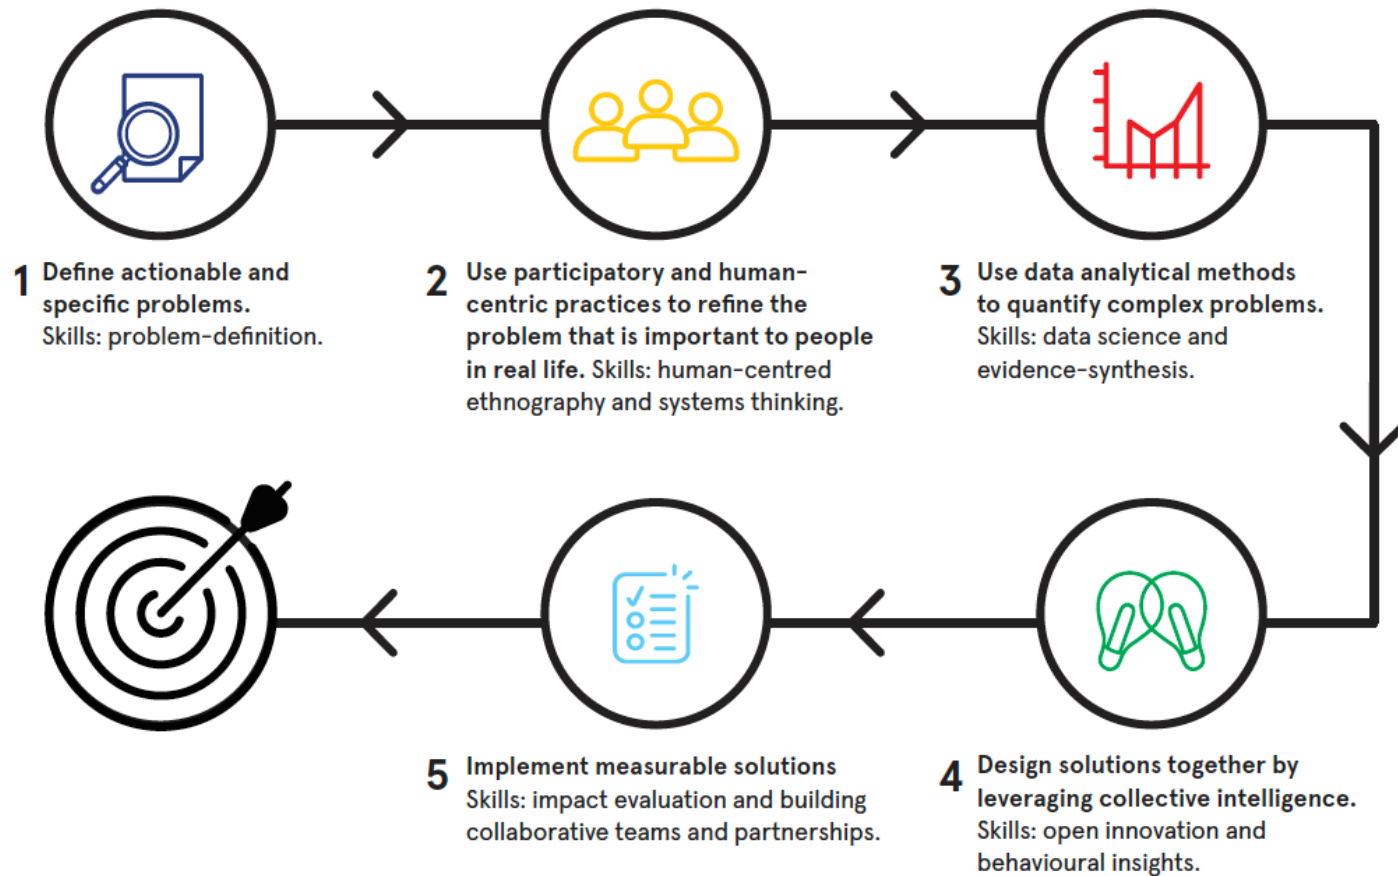 1
Define actionable and
specific problems.
Skills: problem-definition.
2
Use participatory and human-
centric practices to refine the
problem that is important to people
in real life. Skills: human-centred
ethnography and systems thinking.
3
Use data analytical methods
to quantify complex problems.
Skills: data science and
evidence-synthesis.
4
Design solutions together by
leveraging collective intelligence.
Skills: open innovation and
behavioural insights.
5
Implement measurable solutions
Skills: impact evaluation and building
collaborative teams and partnerships.